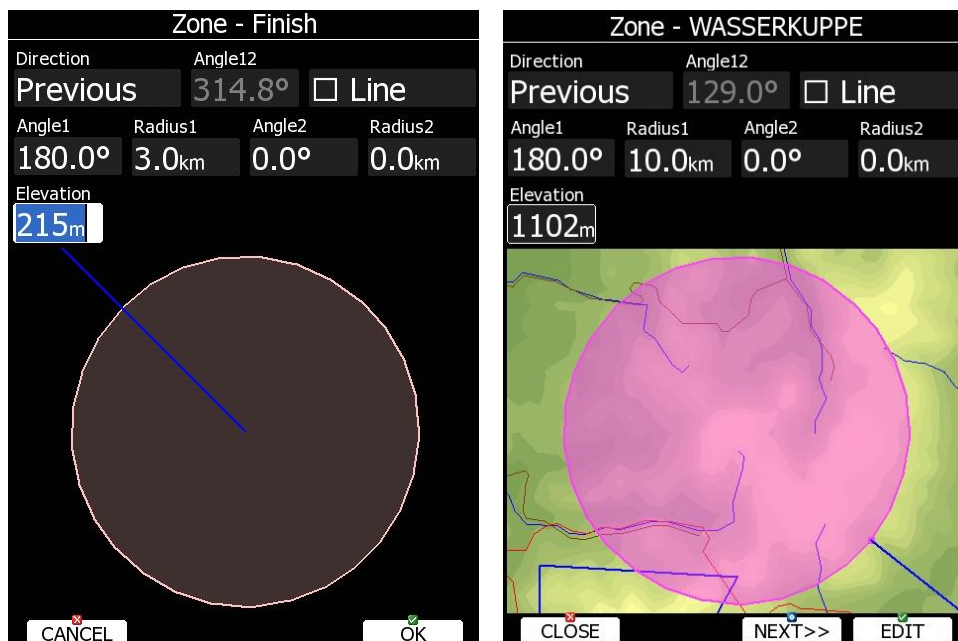 Zone - Finish
Direction Angle12
Previous 314.8° Line
Angle1 Radius1 Angle2 Radius2
180.0° 3.0km 0.0° 0.0km
Elevation
215m
CANCEL OK
Zone - WASSERKUPPE
Direction Angle12
Previous 129.0° Line
Angle1 Radius1 Angle2 Radius2
180.0° 10.0km 0.0° 0.0km
Elevation
1102m
CLOSE NEXT>> EDIT